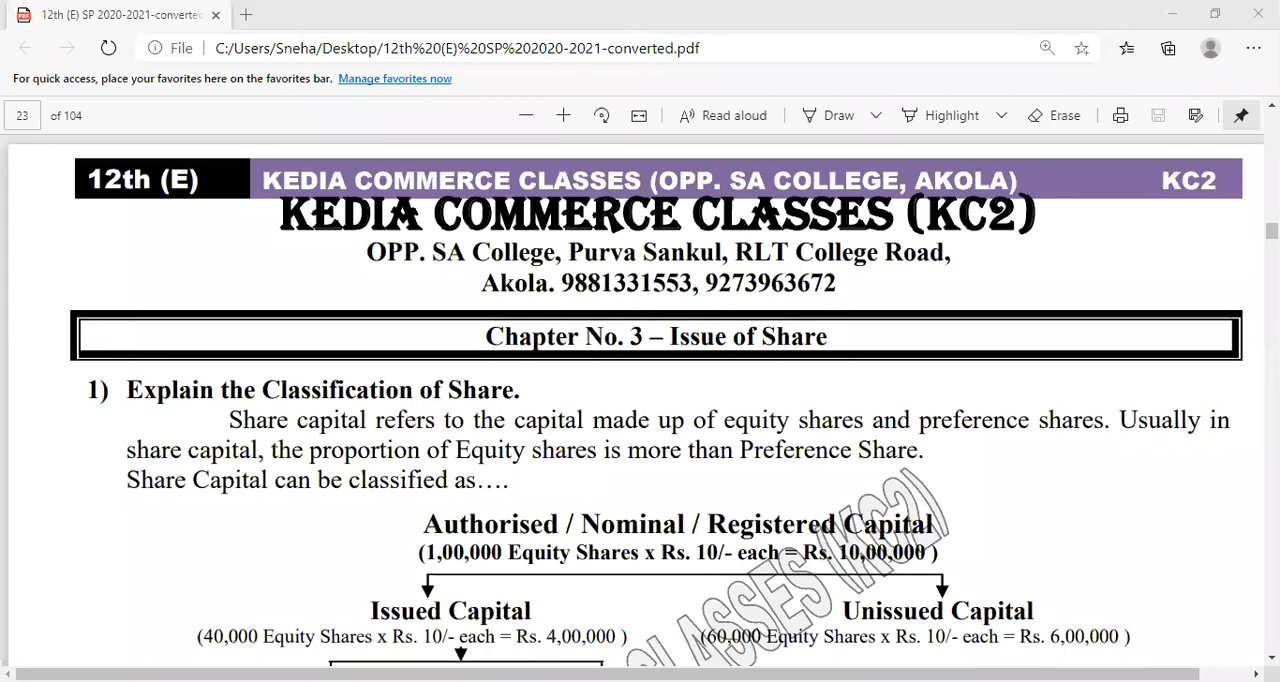 12th (E) SP 2020-2021-converte
File C:/Users/Sneha/Desktop/12th%20(E)%20SP%202020-2021-converted.pdf
For quick access, place your favorites here on the favorites bar. Manage favorites now
23 of 104 Read aloud Draw Highlight Erase
12th (E) KEDIA COMMERCE CLASSES (OPP. SA COLLEGE, AKOLA) KC2
KEDIA COMMERCE CLASSES (KC2)
OPP. SA College, Purva Sankul, RLT College Road,
Akola. 9881331553, 9273963672
Chapter No. 3 – Issue of Share
1) Explain the Classification of Share.
Share capital refers to the capital made up of equity shares and preference shares. Usually in
share capital, the proportion of Equity shares is more than Preference Share.
Share Capital can be classified as….
Authorised / Nominal / Registered Capital
(1,00,000 Equity Shares x Rs. 10/- each = Rs. 10,00,000 )
Issued Capital Unissued Capital
(40,000 Equity Shares x Rs. 10/- each = Rs. 4,00,000 ) (60,000 Equity Shares x Rs. 10/- each = Rs. 6,00,000 )
CLASSES (KC2)